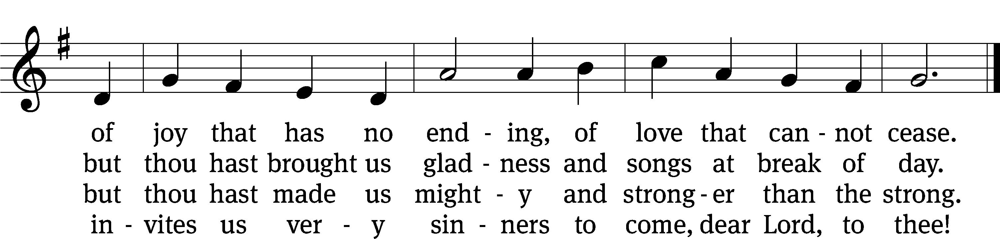 of joy that has no end - ing, of love that can - not cease.
but thou hast brought us glad - ness and songs at break of day.
but thou hast made us might - y and strong - er than the strong.
in - vites us ver - y sin - ners to come, dear Lord, to thee!